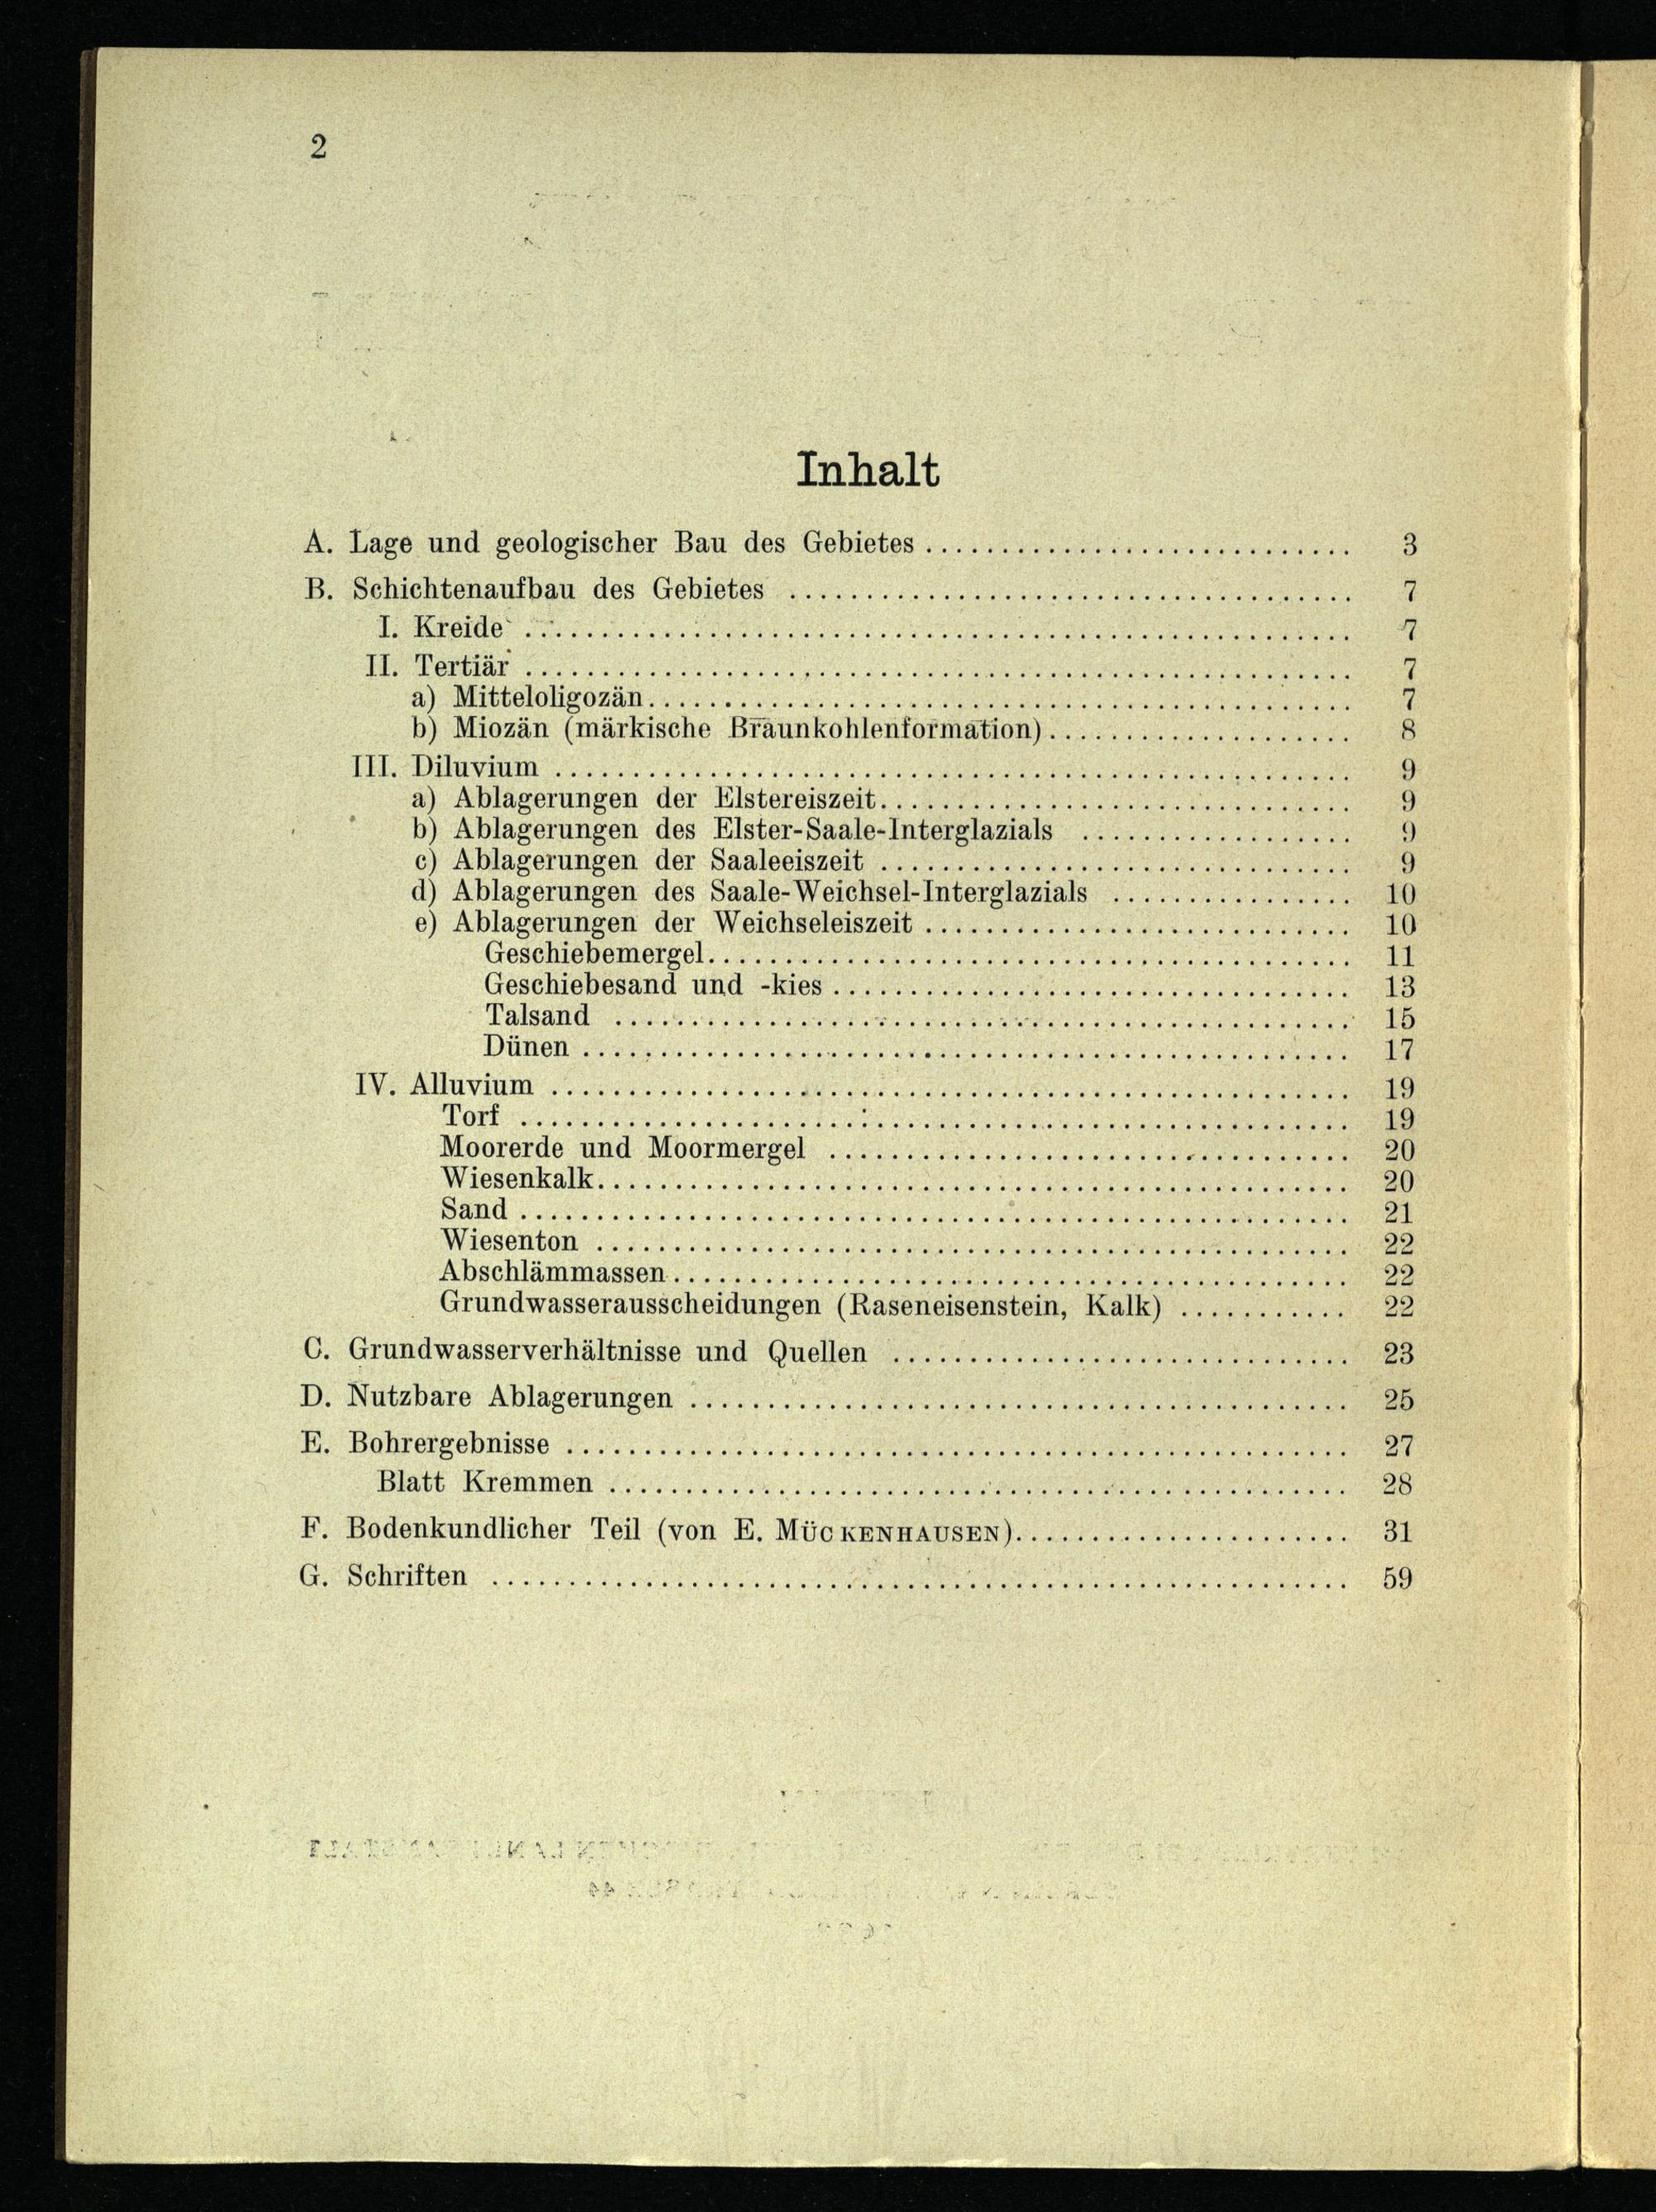 2
Inhalt
A. Lage und geologischer Bau des Gebietes ............................ 3
B. Schichtenaufbau des Gebietes ..................................... 7
I. Kreide ...................................................... 7
II. Tertiär ...................................................... 7
a) Mitteloligozän.............................................. 7
b) Miozän (märkische Braunkohlenformation).................... 8
III. Diluvium .................................................... 9
a) Ablagerungen der Elstereiszeit............................... 9
b) Ablagerungen des Elster-Saale-Interglazials .................. 9
c) Ablagerungen der Saaleeiszeit ............................... 9
d) Ablagerungen des Saale-Weichsel-Interglazials ................ 10
e) Ablagerungen der Weichseleiszeit ............................ 10
Geschiebemergel.......................................... 11
Geschiebesand und -kies .................................. 13
Talsand ................................................ 15
Dünen .................................................. 17
IV. Alluvium .................................................... 19
Torf ...................................................... 19
Moorerde und Moormergel .................................. 20
Wiesenkalk................................................. 20
Sand ...................................................... 21
Wiesenton ................................................. 22
Abschlämmassen............................................ 22
Grundwasserausscheidungen (Raseneisenstein, Kalk) ........... 22
C. Grundwasserverhältnisse und Quellen .............................. 23
D. Nutzbare Ablagerungen ........................................... 25
E. Bohrergebnisse ................................................... 27
Blatt Kremmen ................................................ 28
F. Bodenkundlicher Teil (von E. MÜCKENHAUSEN)...................... 31
G. Schriften ........................................................ 59